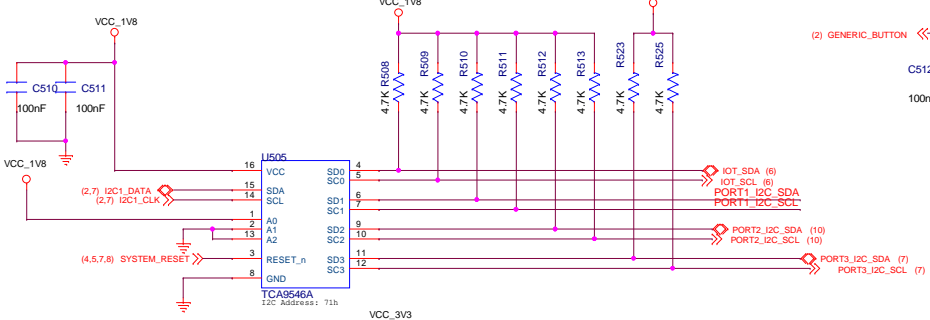 VCC_1V8
VCC_1V8
(2) GENERIC_BUTTON
C510
C511
100nF
100nF
4.7K R508
4.7K R509
4.7K R510
4.7K R511
4.7K R512
4.7K R513
4.7K R523
4.7K R525
C512
VCC_1V8
U505
16 VCC
SD0 4
SC0 5
IOT_SDA (6)
IOT_SCL (6)
(2,7) I2C1_DATA
15 SDA
(2,7) I2C1_CLK
14 SCL
SD1 6
SC1 7
PORT1_I2C_SDA
PORT1_I2C_SCL
1 A0
2 A1
13 A2
SD2 9
SC2 10
PORT2_I2C_SDA (10)
PORT2_I2C_SCL (10)
(4,5,7,8) SYSTEM_RESET
3 RESET_n
SD3 11
SC3 12
PORT3_I2C_SDA (7)
PORT3_I2C_SCL (7)
8 GND
TCA9546A
I2C Address: 71h
VCC_3V3